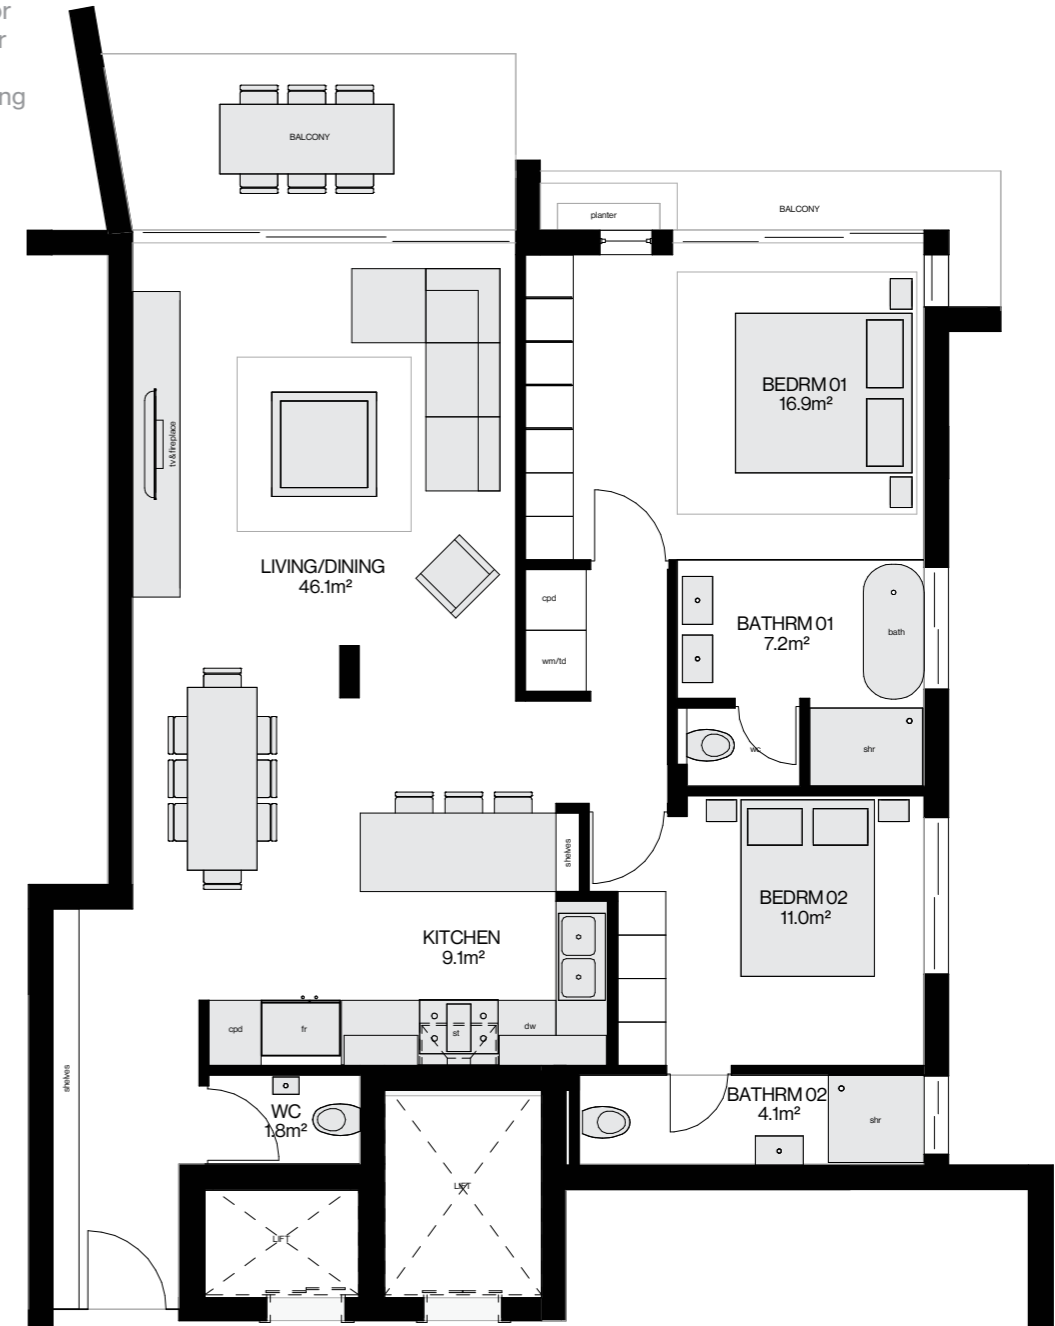 or
r
ng
BALCONY
planter
BALCONY
BEDRM 01
16.9m²
tv&fireplace
LIVING/DINING
46.1m²
cpd
wm/td
BATHRM 01
7.2m²
bath
wc
shr
shelves
BEDRM 02
11.0m²
KITCHEN
9.1m²
cpd
fr
st
dw
shelves
WC
1.8m²
BATHRM 02
4.1m²
shr
LIFT
LIFT